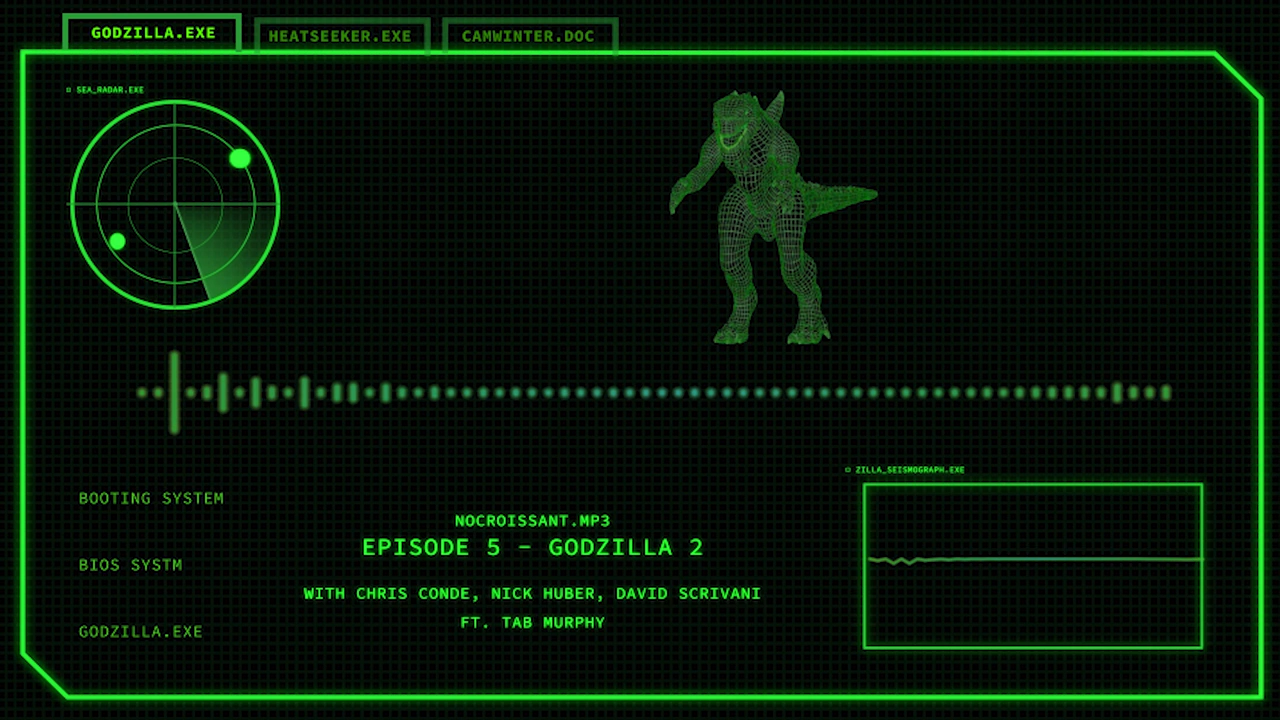 GODZILLA.EXE
HEATSEEKER.EXE
CAMWINTER.DOC
SEA_RADAR.EXE
ZILLA_SEISMOGRAPH.EXE
BOOTING SYSTEM
BIOS SYSTM
GODZILLA.EXE
NOCROISSANT.MP3
EPISODE 5 - GODZILLA 2
WITH CHRIS CONDE, NICK HUBER, DAVID SCRIVANI
FT. TAB MURPHY